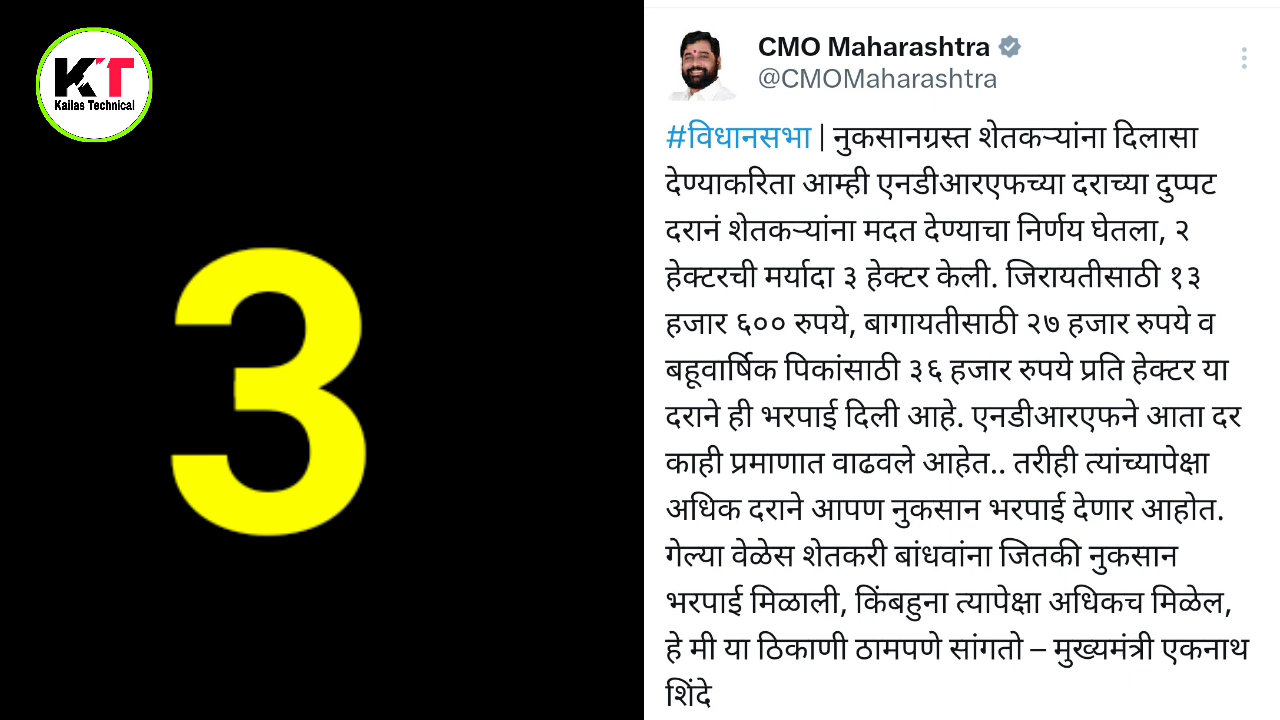 KT
Kailas Technical
3
CMO Maharashtra
@CMOMaharashtra
#विधानसभा | नुकसानग्रस्त शेतकऱ्यांना दिलासा
देण्याकरिता आम्ही एनडीआरएफच्या दराच्या दुप्पट
दरानं शेतकऱ्यांना मदत देण्याचा निर्णय घेतला, २
हेक्टरची मर्यादा ३ हेक्टर केली. जिरायतीसाठी १३
हजार ६०० रुपये, बागायतीसाठी २७ हजार रुपये व
बहूवार्षिक पिकांसाठी ३६ हजार रुपये प्रति हेक्टर या
दराने ही भरपाई दिली आहे. एनडीआरएफने आता दर
काही प्रमाणात वाढवले आहेत.. तरीही त्यांच्यापेक्षा
अधिक दराने आपण नुकसान भरपाई देणार आहोत.
गेल्या वेळेस शेतकरी बांधवांना जितकी नुकसान
भरपाई मिळाली, किंबहुना त्यापेक्षा अधिकच मिळेल,
हे मी या ठिकाणी ठामपणे सांगतो – मुख्यमंत्री एकनाथ
शिंदे